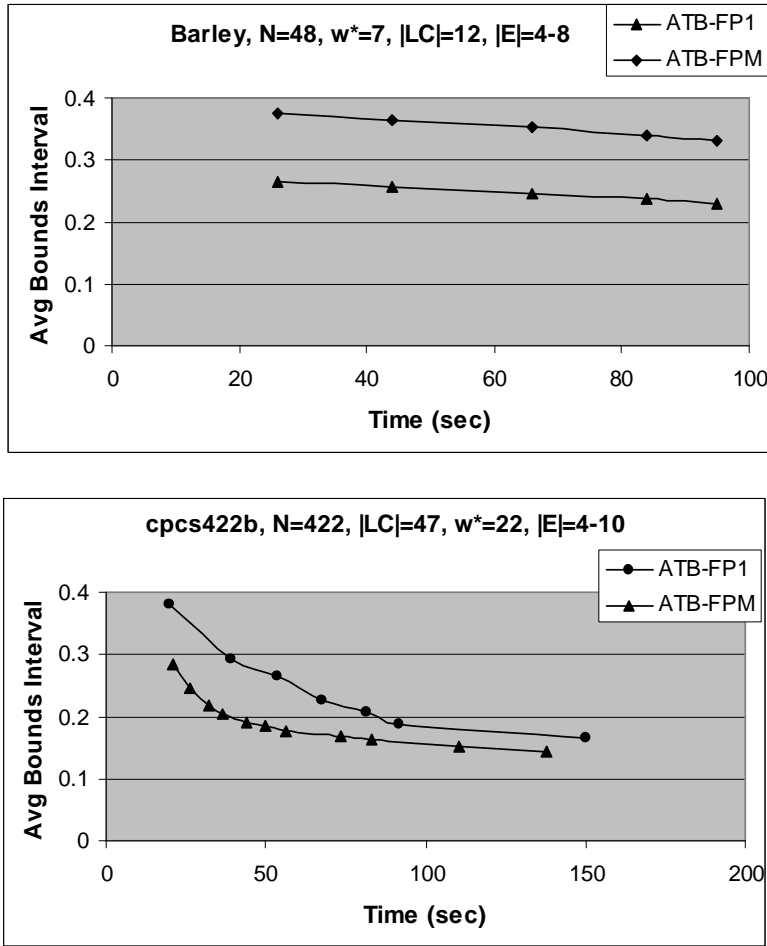 Barley, N=48, w*=7, |LC|=12, |E|=4-8
ATB-FP1
ATB-FPM
Avg Bounds Interval
0.4
0.3
0.2
0.1
0
0 20 40 60 80 100
Time (sec)
cpcs422b, N=422, |LC|=47, w*=22, |E|=4-10
ATB-FP1
ATB-FPM
Avg Bounds Interval
0.4
0.3
0.2
0.1
0
0 50 100 150 200
Time (sec)